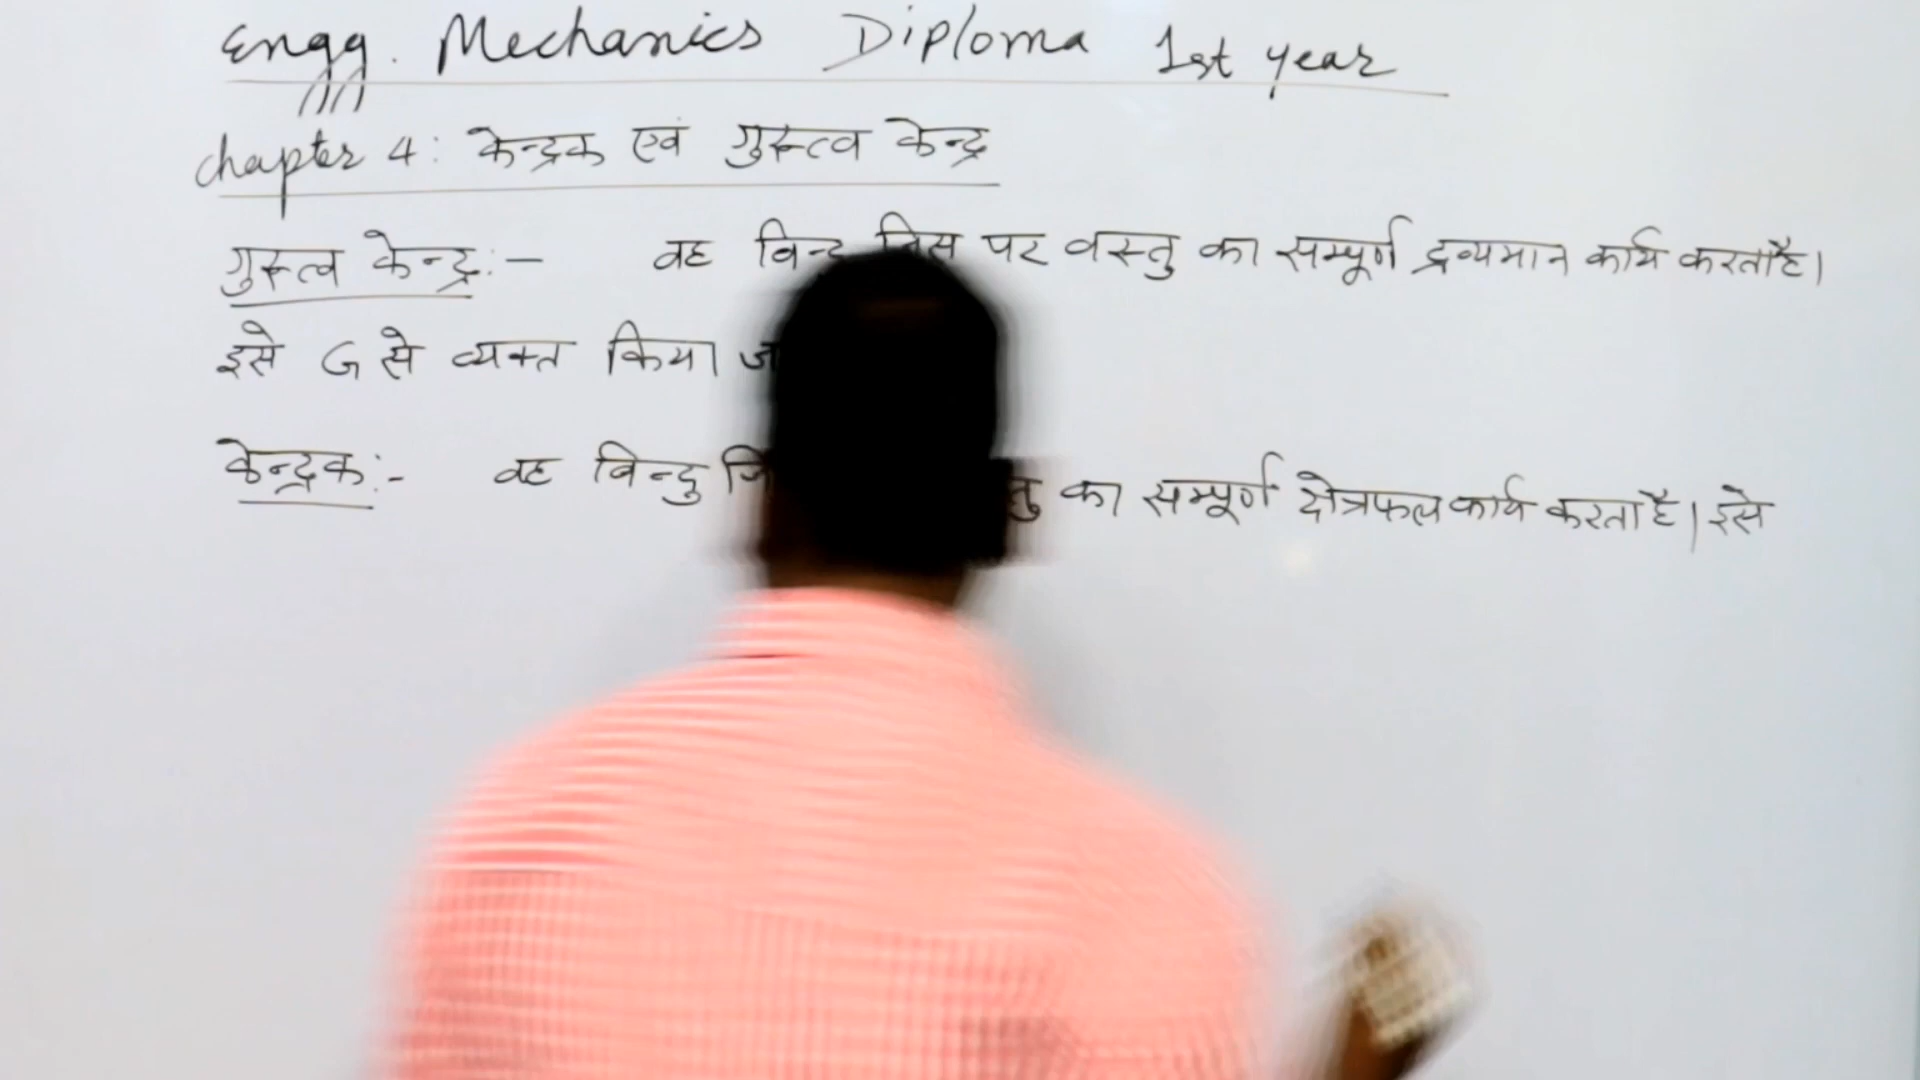 Engg. Mechanics Diploma 1st year
chapter 4: केन्द्रक एवं गुरूत्व केन्द्र
गुरूत्व केन्द्र:- वह पर वस्तु का सम्पूर्ण द्रव्यमान कार्य करता है।
इसे G से व्यक्त किया
केन्द्रक:- वह बिन्दु का सम्पूर्ण क्षेत्रफल कार्य करता है। इसे